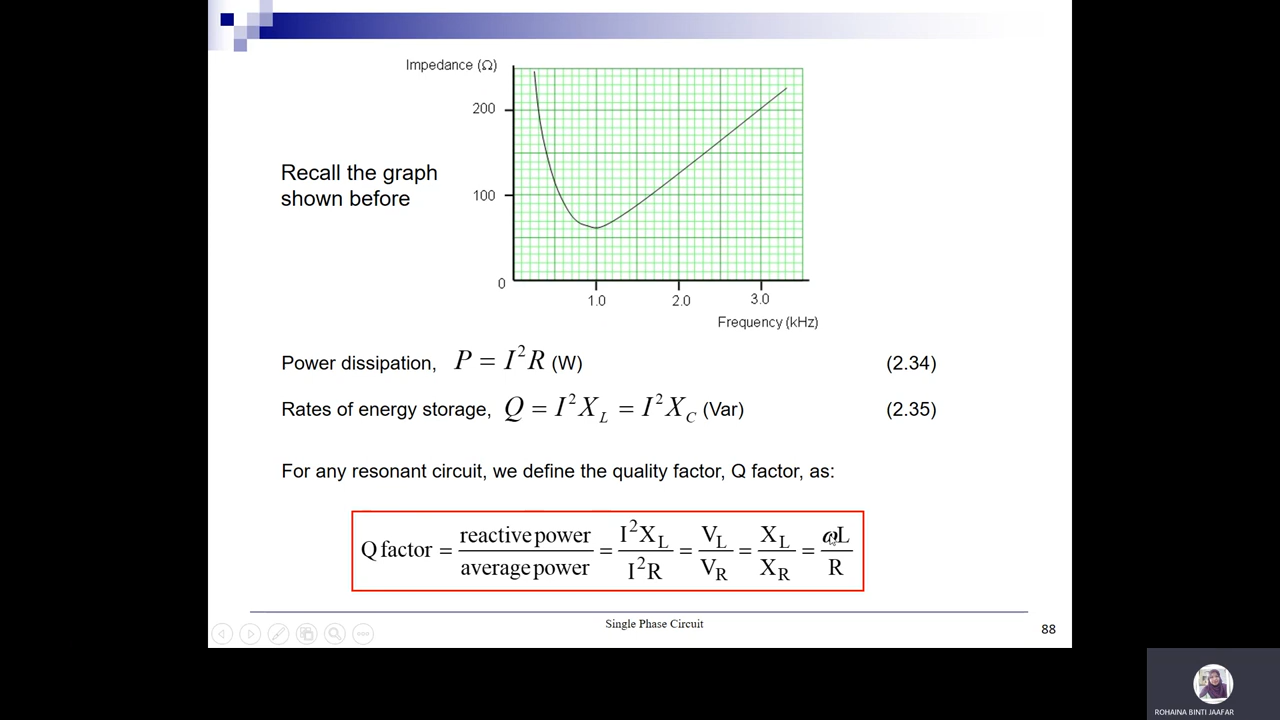 Impedance (Ω)
200
100
0
1.0 2.0 3.0
Frequency (kHz)
Recall the graph
shown before
Power dissipation, P = I²R (W) (2.34)
Rates of energy storage, Q = I²X_L = I²X_C (Var) (2.35)
For any resonant circuit, we define the quality factor, Q factor, as:
Q factor = reactive power / average power = I²X_L / I²R = V_L / V_R = X_L / X_R = ωL / R
Single Phase Circuit
88
ROHAINA BINTI JAAFAR